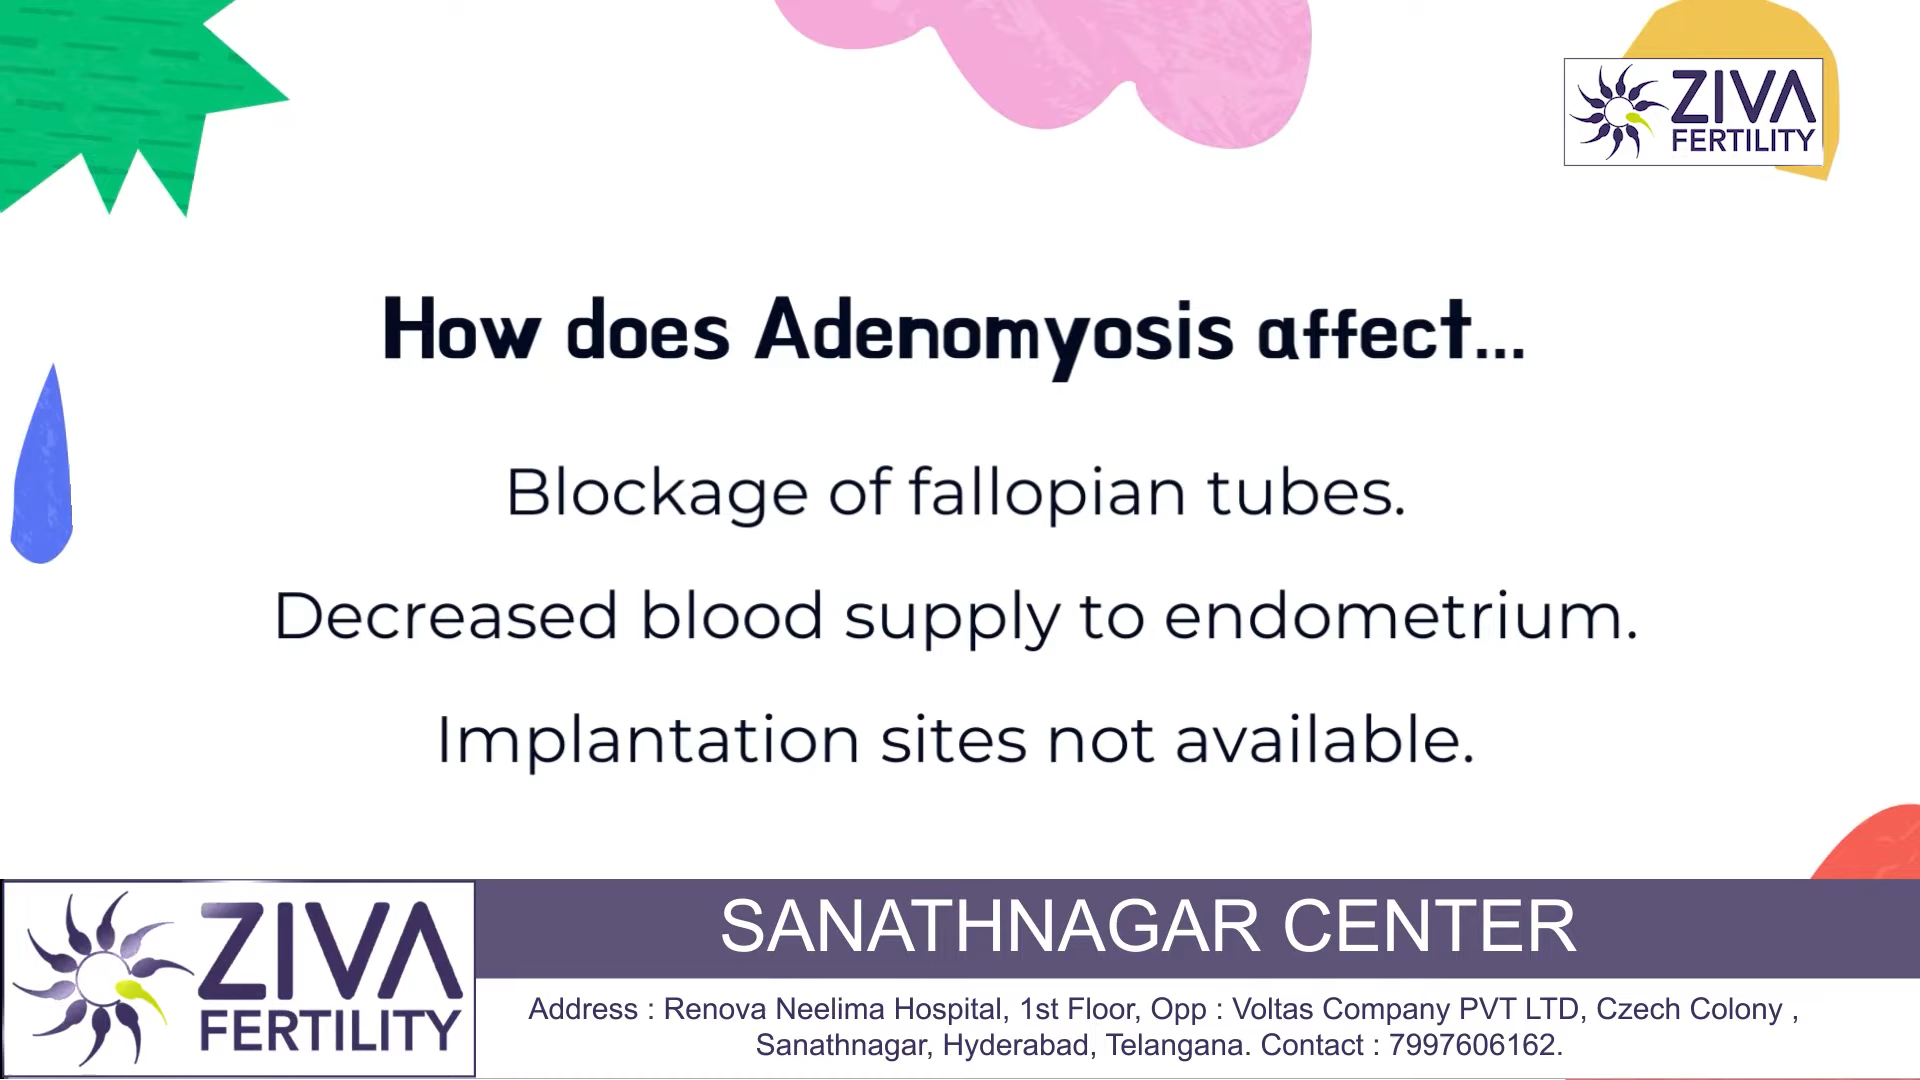 ZIVA
FERTILITY
How does Adenomyosis affect...
Blockage of fallopian tubes.
Decreased blood supply to endometrium.
Implantation sites not available.
ZIVA
FERTILITY
SANATHNAGAR CENTER
Address : Renova Neelima Hospital, 1st Floor, Opp : Voltas Company PVT LTD, Czech Colony ,
Sanathnagar, Hyderabad, Telangana. Contact : 7997606162.